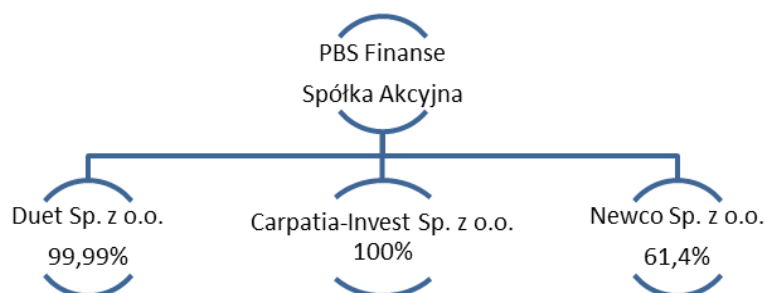 PBS Finanse
Spółka Akcyjna
Duet Sp. z o.o.
99,99%
Carpatia-Invest Sp. z o.o.
100%
Newco Sp. z o.o.
61,4%